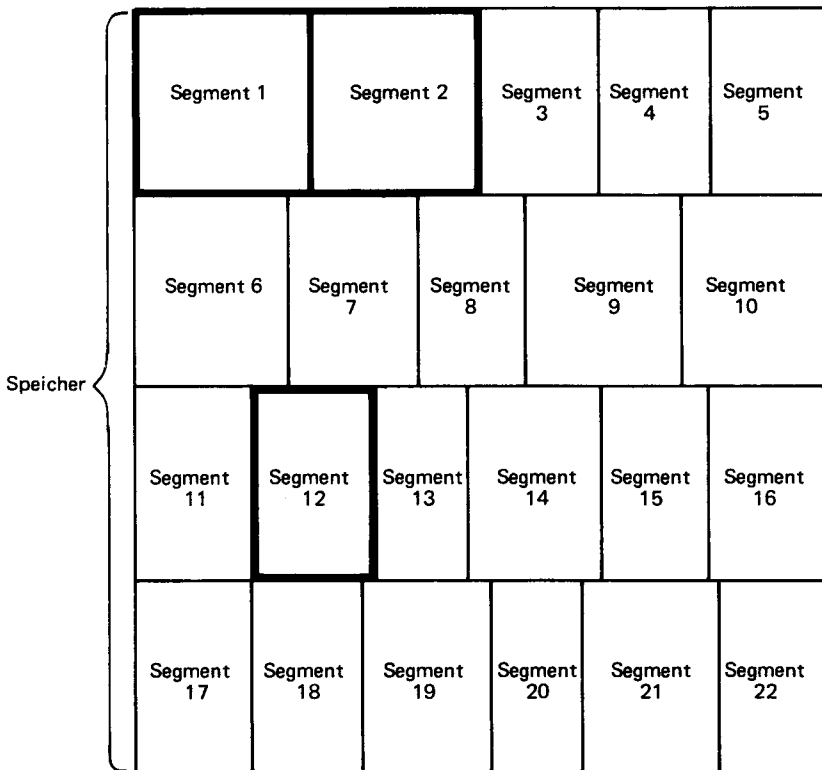 Segment 1
Segment 2
Segment
3
Segment
4
Segment
5
Segment 6
Segment
7
Segment
8
Segment
9
Segment
10
Speicher
Segment
11
Segment
12
Segment
13
Segment
14
Segment
15
Segment
16
Segment
17
Segment
18
Segment
19
Segment
20
Segment
21
Segment
22